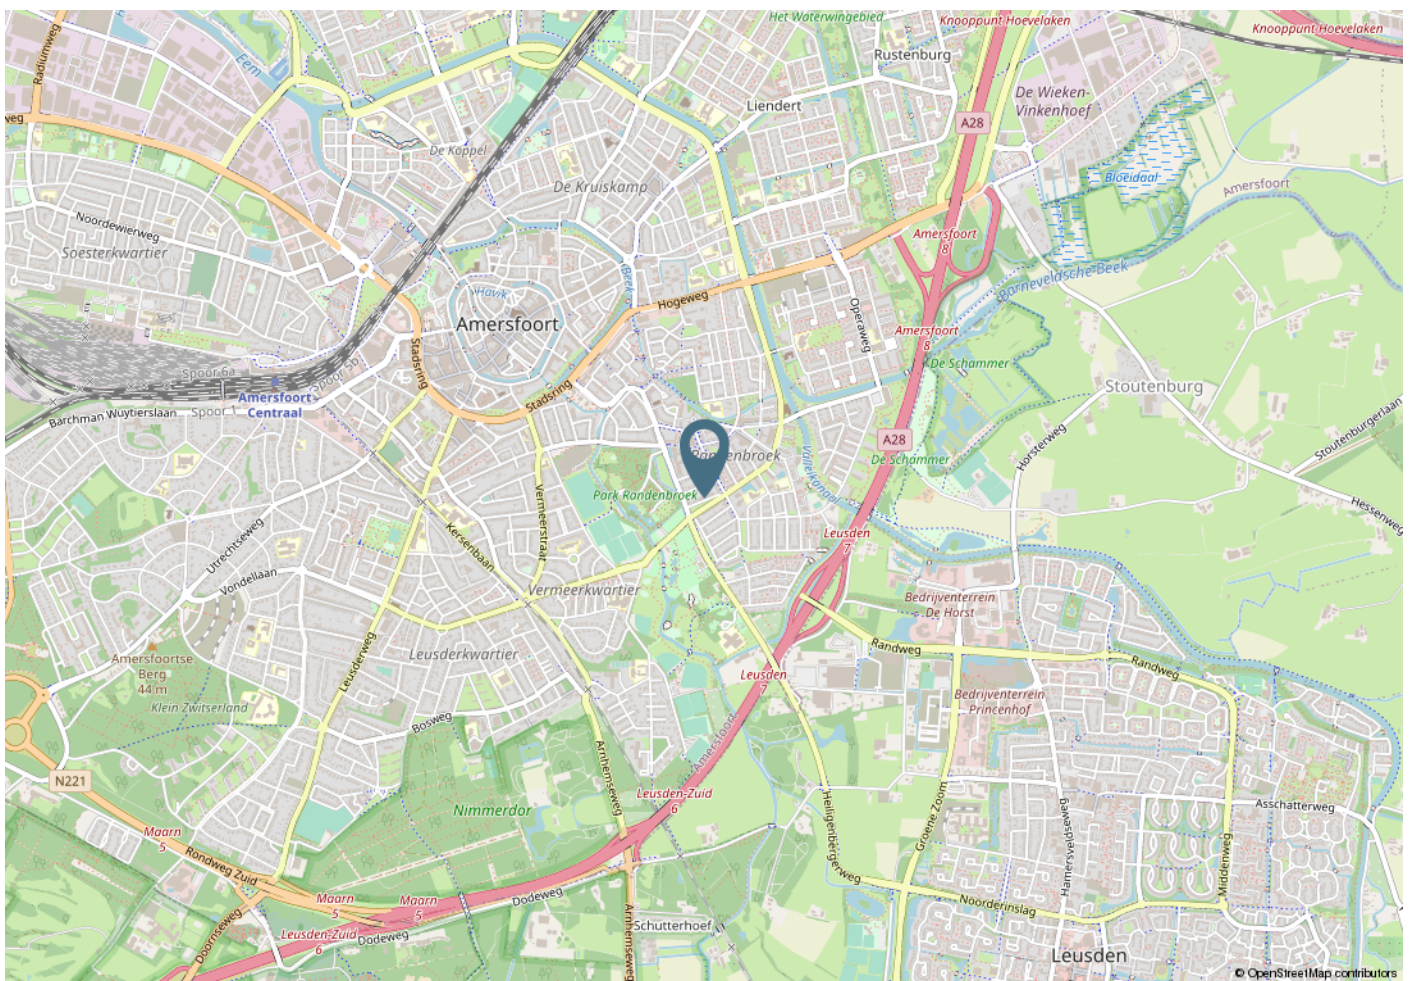 Het Waterwingebied
Knooppunt Hoevelaken
Knooppunt Hoevelaken
Radiumweg
Eem
Rustenburg
De Wieken-
Vinkenhoef
Liendert
weg
A28
De Koppel
De Kruiskamp
Bloeidaal
Amersfoort
Noordewierweg
Soesterkwartier
Amersfoort
8
Beek
Barneveldsche Beek
Havik
Hogeweg
Operaweg
Amersfoort
Amersfoort
8
Stadsring
De Schammer
Spoor 6a
Spoor 5b
Stoutenburg
Amersfoort
Centraal
Spoor 1
Stadsring
Barchman Wuytierslaan
Stoutenburgerlaan
A28
Horsterweg
Randenbroek
De Schammer
Valleikanaal
Park Randenbroek
Vermeerstraat
Hessenweg
Utrechtseweg
Kersenbaan
Leusden
7
Vondellaan
Vermeerkwartier
Bedrijventerrein
De Horst
Leusderweg
Leusderkwartier
Randweg
Randweg
Amersfoortse
Berg
44 m
Leusden
7
Bedrijventerrein
Princenhof
Klein Zwitserland
Bosweg
Amersfoort
Arnhemseweg
N221
Leusden-Zuid
6
Nimmerdor
Heiligenbergerweg
Groene Zoom
Hamersveldseweg
Asschatterweg
Middenweg
Maarn
5
Rondweg Zuid
Maarn
5
Maarn
5
Dodeweg
Noorderinslag
Doornseweg
Leusden-Zuid
6
Dodeweg
Arnhemseweg
Schutterhoef
Leusden
© OpenStreetMap contributors